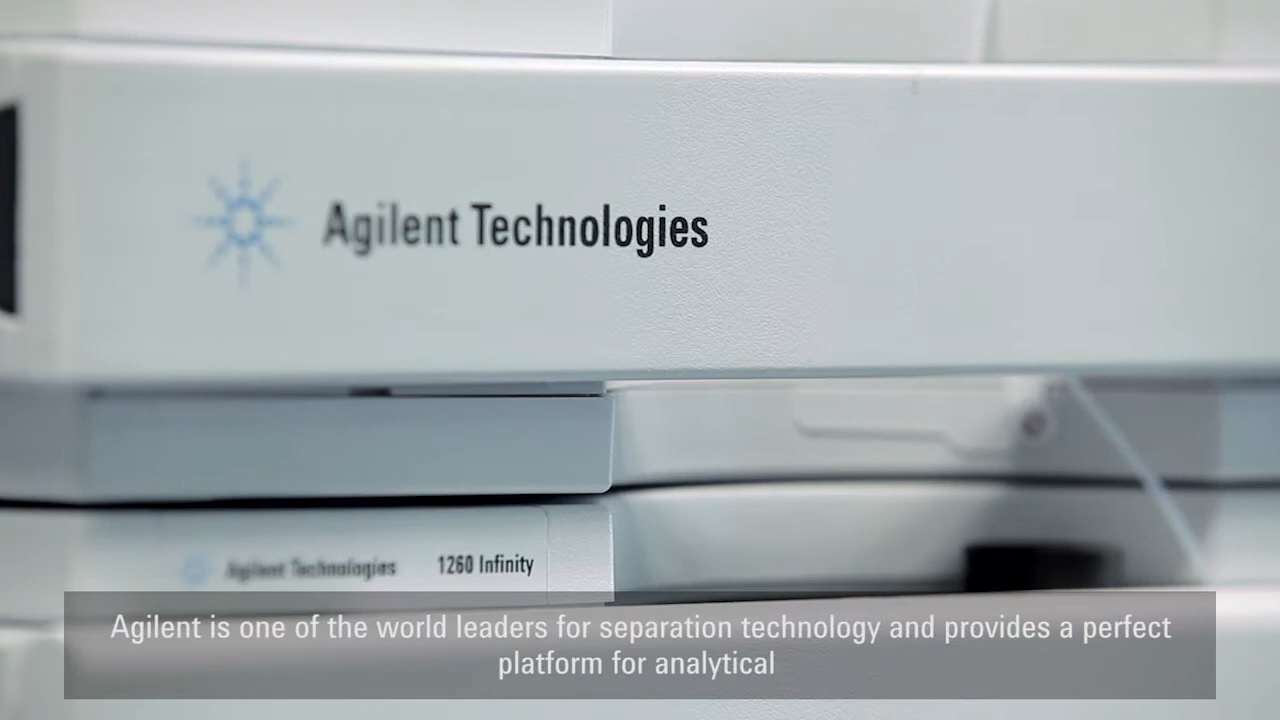 Agilent Technologies
Agilent Technologies 1260 Infinity
Agilent is one of the world leaders for separation technology and provides a perfect
platform for analytical